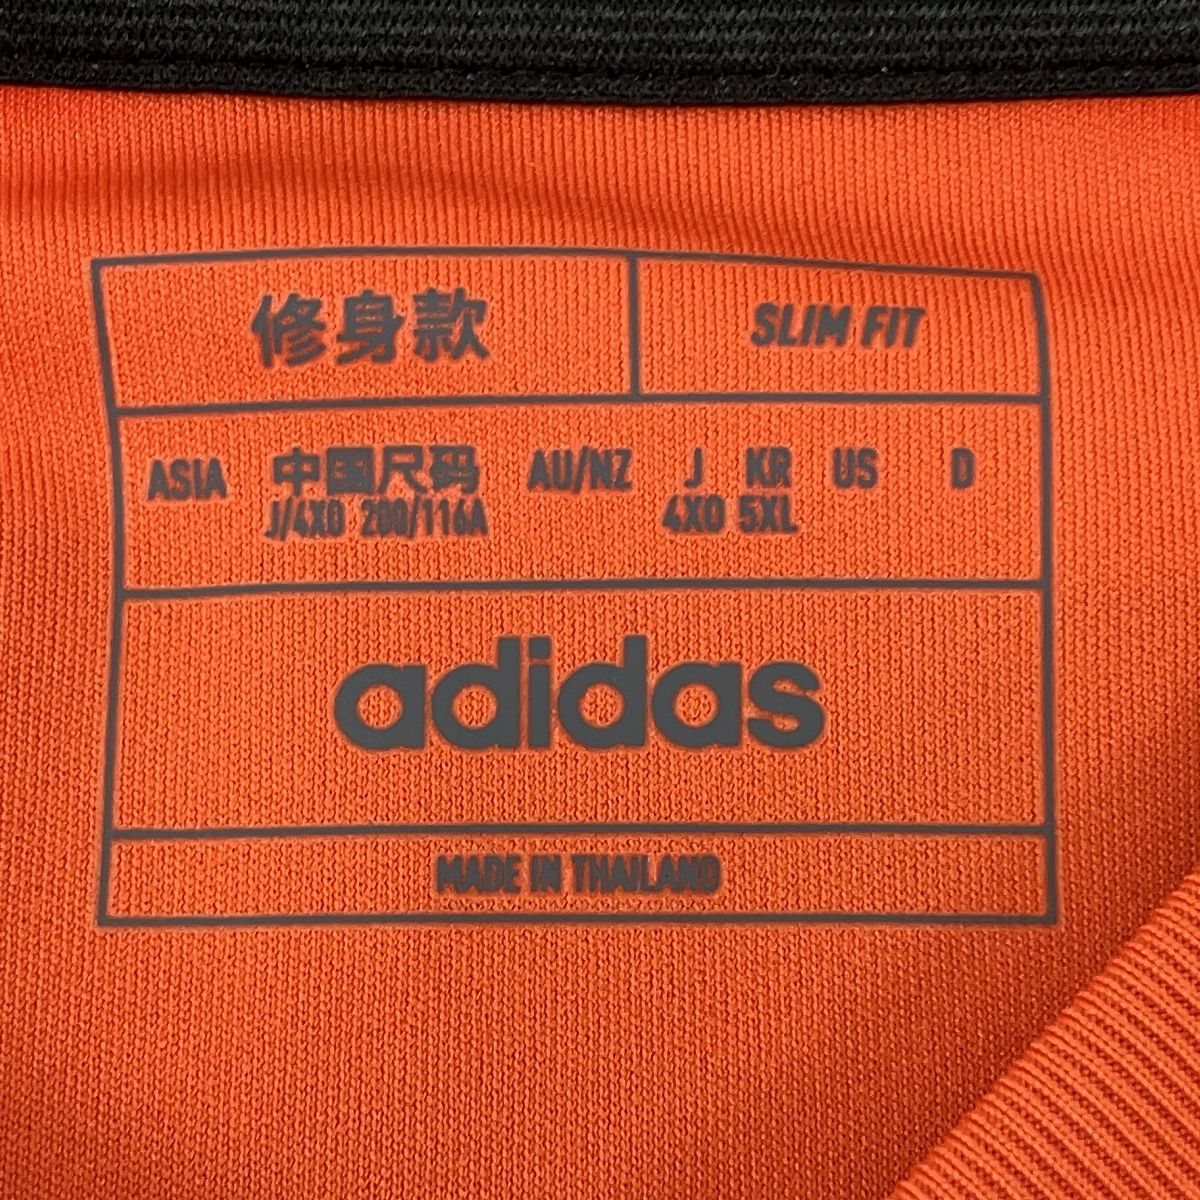 修身款 SLIM FIT
ASIA 中国尺码 AU/NZ J KR US D
J/4XO 200/116A 4XO 5XL
adidas
MADE IN THAILAND